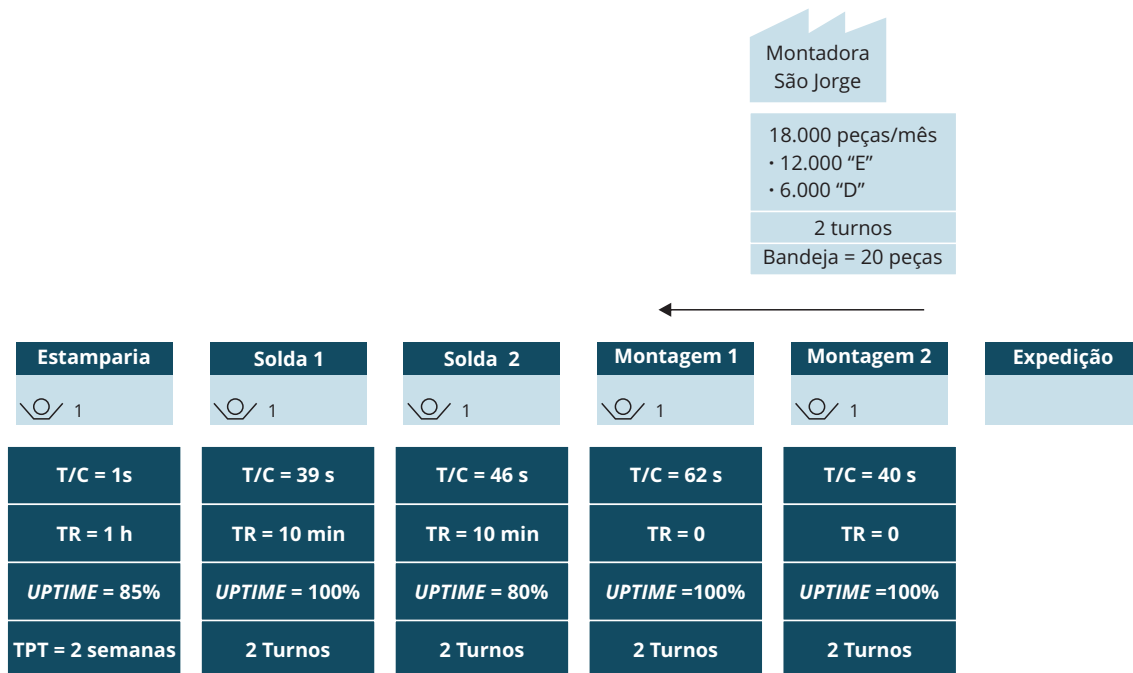 Montadora
São Jorge
18.000 peças/mês
· 12.000 “E”
· 6.000 “D”
2 turnos
Bandeja = 20 peças
Estamparia
1
T/C = 1s
TR = 1 h
UPTIME = 85%
TPT = 2 semanas
Solda 1
1
T/C = 39 s
TR = 10 min
UPTIME = 100%
2 Turnos
Solda 2
1
T/C = 46 s
TR = 10 min
UPTIME = 80%
2 Turnos
Montagem 1
1
T/C = 62 s
TR = 0
UPTIME =100%
2 Turnos
Montagem 2
1
T/C = 40 s
TR = 0
UPTIME =100%
2 Turnos
Expedição